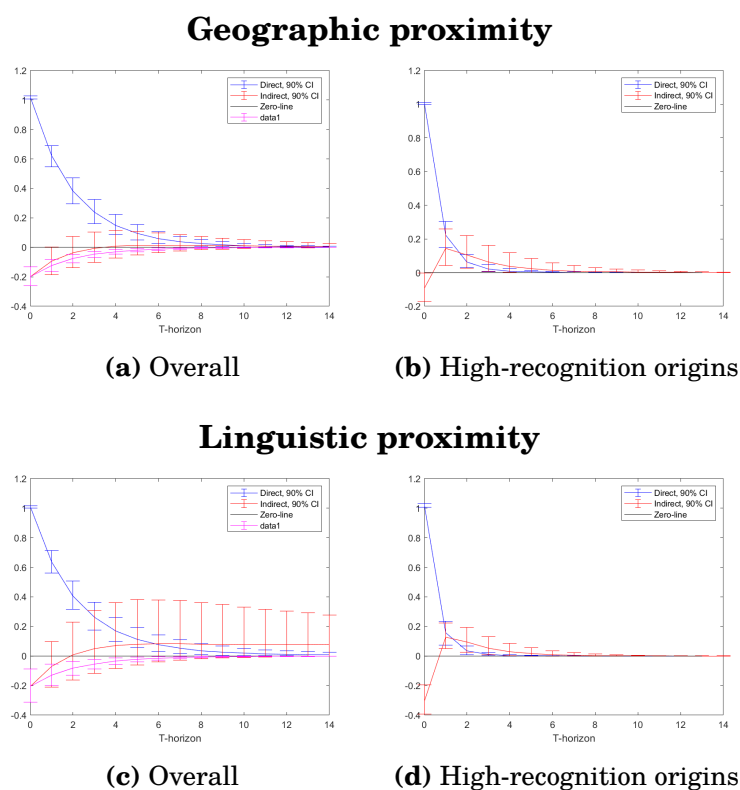 Geographic proximity
1.2
1
0.8
0.6
0.4
0.2
0
-0.2
-0.4
0 2 4 6 8 10 12 14
T-horizon
Direct, 90% CI
Indirect, 90% CI
Zero-line
data1
(a) Overall
1.2
1
0.8
0.6
0.4
0.2
0
-0.2
0 2 4 6 8 10 12 14
T-horizon
Direct, 90% CI
Indirect, 90% CI
Zero-line
(b) High-recognition origins
Linguistic proximity
1.2
1
0.8
0.6
0.4
0.2
0
-0.2
-0.4
0 2 4 6 8 10 12 14
T-horizon
Direct, 90% CI
Indirect, 90% CI
Zero-line
data1
(c) Overall
1.2
1
0.8
0.6
0.4
0.2
0
-0.2
-0.4
0 2 4 6 8 10 12 14
T-horizon
Direct, 90% CI
Indirect, 90% CI
Zero-line
(d) High-recognition origins